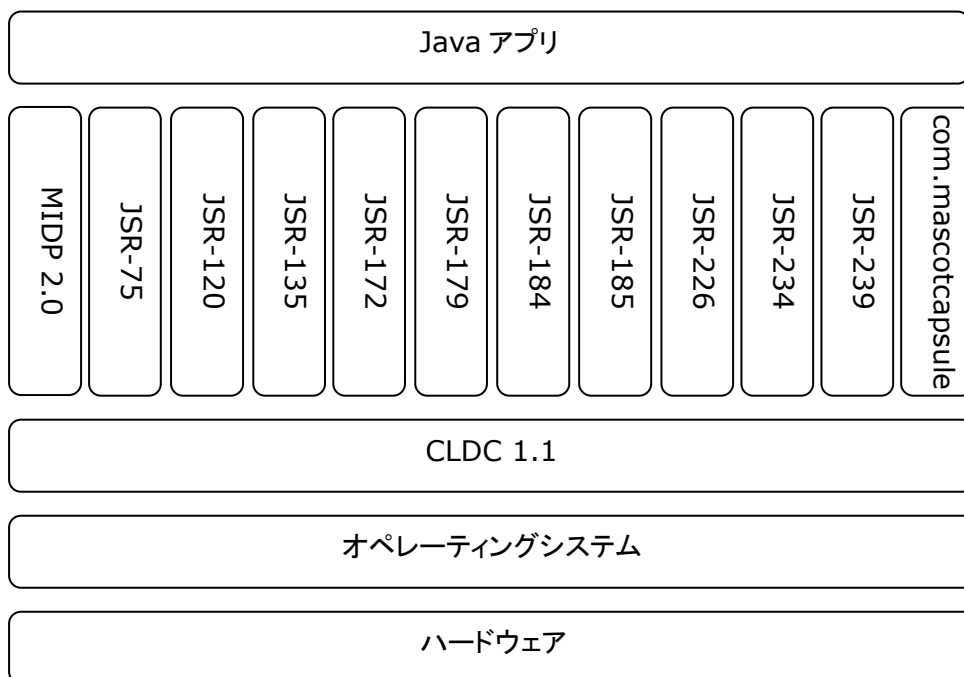 Java アプリ
MIDP 2.0
JSR-75
JSR-120
JSR-135
JSR-172
JSR-179
JSR-184
JSR-185
JSR-226
JSR-234
JSR-239
com.mascotcapsule
CLDC 1.1
オペレーティングシステム
ハードウェア